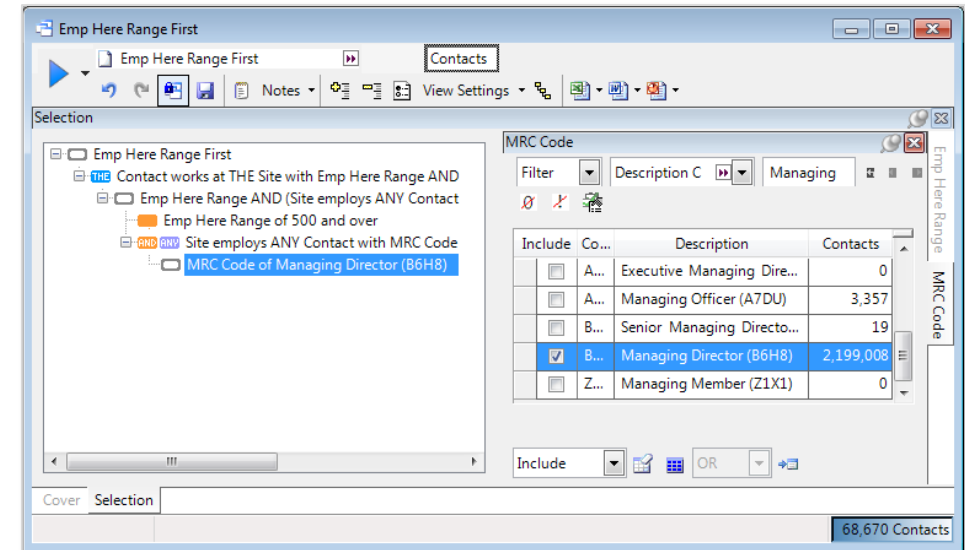 Emp Here Range First
Emp Here Range First
Contacts
Notes
View Settings
Selection
Emp Here Range First
THE Contact works at THE Site with Emp Here Range AND
Emp Here Range AND (Site employs ANY Contact
Emp Here Range of 500 and over
AND ANY Site employs ANY Contact with MRC Code
MRC Code of Managing Director (B6H8)
MRC Code
Filter Description C Managing
Include Co... Description Contacts
A... Executive Managing Dire... 0
A... Managing Officer (A7DU) 3,357
B... Senior Managing Directo... 19
B... Managing Director (B6H8) 2,199,008
Z... Managing Member (Z1X1) 0
Include OR
Emp Here Range
MRC Code
Cover Selection
68,670 Contacts